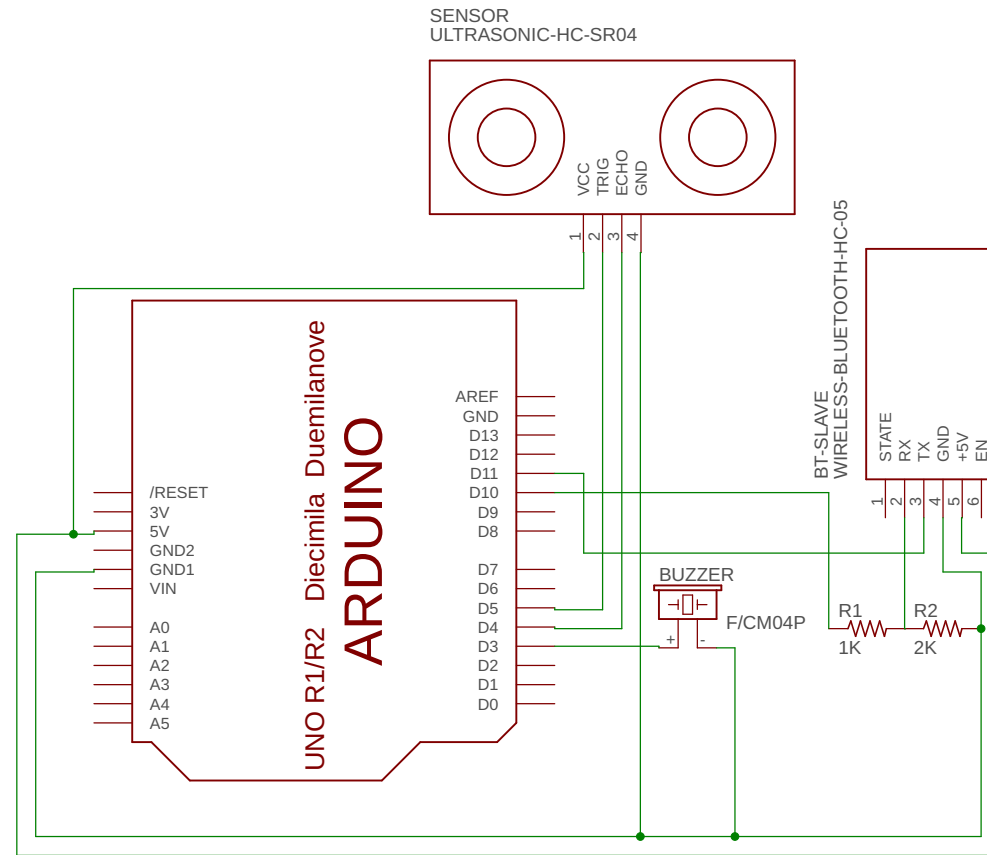 SENSOR
ULTRASONIC-HC-SR04
VCC
TRIG
ECHO
GND
1
2
3
4
BT-SLAVE
WIRELESS-BLUETOOTH-HC-05
STATE
RX
TX
GND
+5V
EN
1
2
3
4
5
6
UNO R1/R2 Diecimila Duemilanove
ARDUINO
/RESET
3V
5V
GND2
GND1
VIN
A0
A1
A2
A3
A4
A5
AREF
GND
D13
D12
D11
D10
D9
D8
D7
D6
D5
D4
D3
D2
D1
D0
BUZZER
F/CM04P
+
-
R1
1K
R2
2K